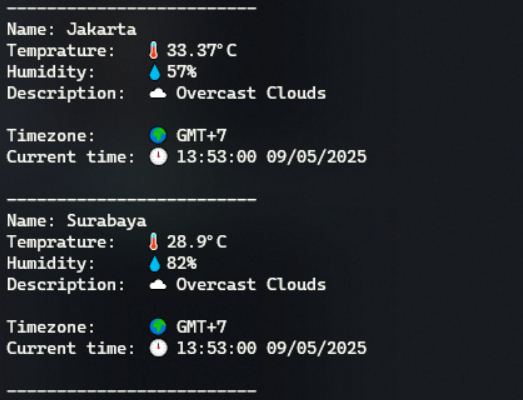 -------------------------
Name: Jakarta
Temprature: 🌡️ 33.37°C
Humidity: 💧 57%
Description: ☁️ Overcast Clouds
Timezone: 🌍 GMT+7
Current time: 🕛 13:53:00 09/05/2025
-------------------------
Name: Surabaya
Temprature: 🌡️ 28.9°C
Humidity: 💧 82%
Description: ☁️ Overcast Clouds
Timezone: 🌍 GMT+7
Current time: 🕛 13:53:00 09/05/2025
-------------------------